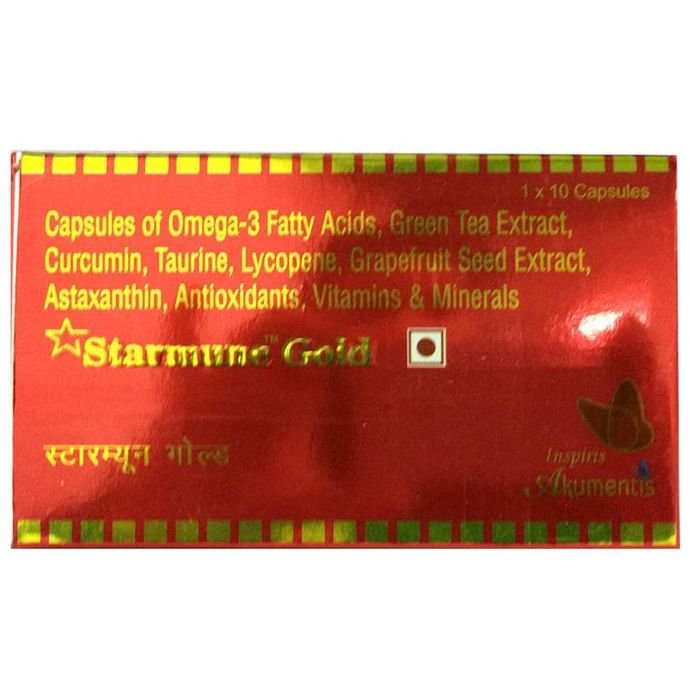 1 x 10 Capsules
Capsules of Omega-3 Fatty Acids, Green Tea Extract,
Curcumin, Taurine, Lycopene, Grapefruit Seed Extract,
Astaxanthin, Antioxidants, Vitamins & Minerals
Starmune™ Gold
स्टारम्यून गोल्ड
Inspiris
Akumentis